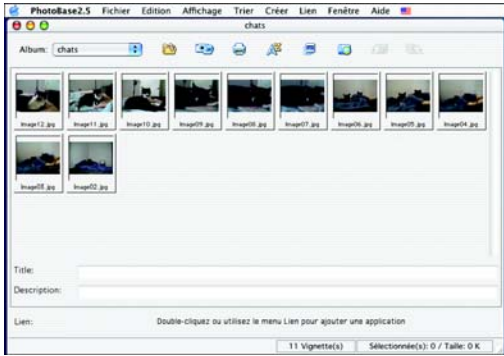 PhotoBase2.5 Fichier Edition Affichage Trier Créer Lien Fenêtre Aide
chats
Album: chats
Image12.jpg Image11.jpg Image10.jpg Image09.jpg Image08.jpg Image07.jpg Image06.jpg Image05.jpg Image04.jpg
Image03.jpg Image02.jpg
Title:
Description:
Lien: Double-cliquez ou utilisez le menu Lien pour ajouter une application
11 Vignette(s) Sélectionnée(s): 0 / Taille: 0 K